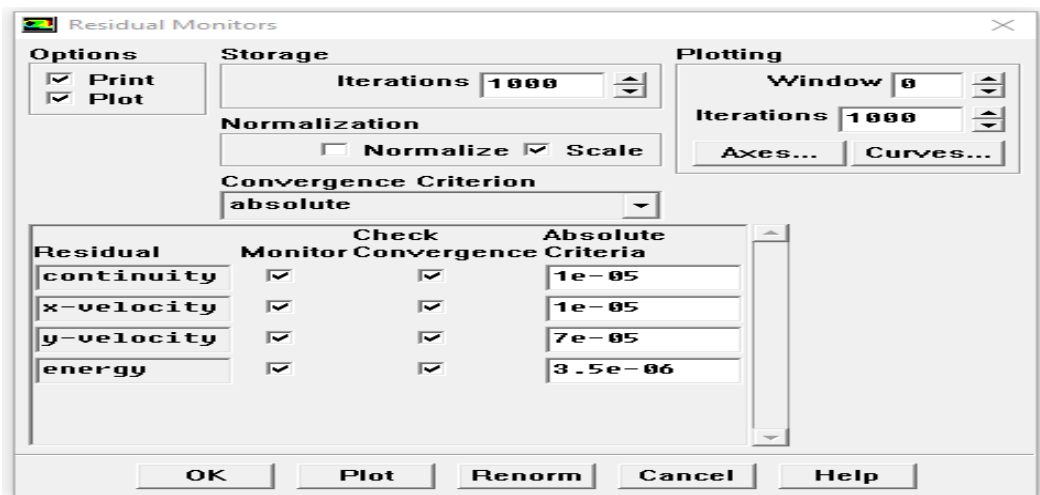 Residual Monitors
Options
Print
Plot
Storage
Iterations 1000
Normalization
Normalize Scale
Convergence Criterion
absolute
Plotting
Window 0
Iterations 1000
Axes... Curves...
Residual Monitor Check Convergence Absolute Criteria
continuity 1e-05
x-velocity 1e-05
y-velocity 7e-05
energy 3.5e-06
OK Plot Renorm Cancel Help